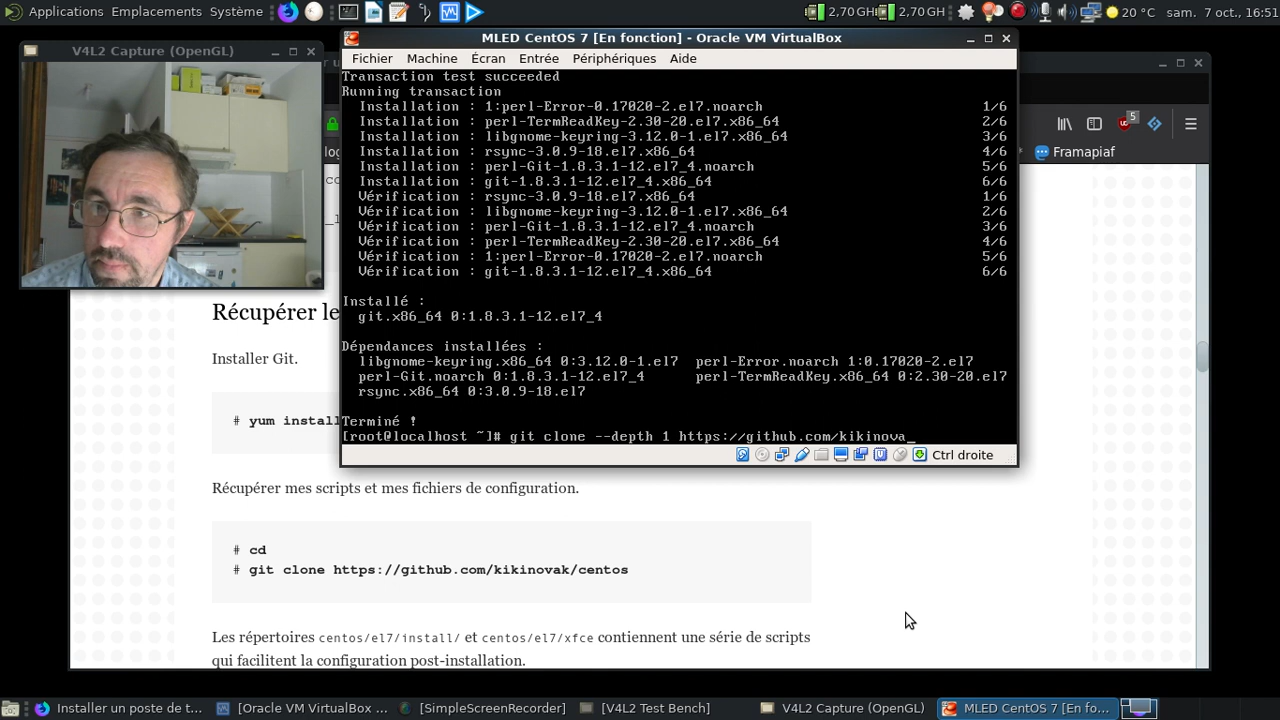 Applications Emplacements Système
2,70 GH 2,70 GH 20 °C sam. 7 oct., 16:51
V4L2 Capture (OpenGL)
MLED CentOS 7 [En fonction] - Oracle VM VirtualBox
Fichier Machine Écran Entrée Périphériques Aide
Transaction test succeeded
Running transaction
Installation : 1:perl-Error-0.17020-2.el7.noarch 1/6
Installation : perl-TermReadKey-2.30-20.el7.x86_64 2/6
Installation : libgnome-keyring-3.12.0-1.el7.x86_64 3/6
Installation : rsync-3.0.9-18.el7.x86_64 4/6
Installation : perl-Git-1.8.3.1-12.el7_4.noarch 5/6
Installation : git-1.8.3.1-12.el7_4.x86_64 6/6
Vérification : rsync-3.0.9-18.el7.x86_64 1/6
Vérification : libgnome-keyring-3.12.0-1.el7.x86_64 2/6
Vérification : perl-Git-1.8.3.1-12.el7_4.noarch 3/6
Vérification : perl-TermReadKey-2.30-20.el7.x86_64 4/6
Vérification : 1:perl-Error-0.17020-2.el7.noarch 5/6
Vérification : git-1.8.3.1-12.el7_4.x86_64 6/6
Installé :
git.x86_64 0:1.8.3.1-12.el7_4
Dépendances installées :
libgnome-keyring.x86_64 0:3.12.0-1.el7 perl-Error.noarch 1:0.17020-2.el7
perl-Git.noarch 0:1.8.3.1-12.el7_4 perl-TermReadKey.x86_64 0:2.30-20.el7
rsync.x86_64 0:3.0.9-18.el7
Terminé !
[root@localhost ~]# git clone --depth 1 https://github.com/kikinova_
Ctrl droite
5
Framapiaf
Récupérer le
Installer Git.
# yum install
Récupérer mes scripts et mes fichiers de configuration.
# cd
# git clone https://github.com/kikinovak/centos
Les répertoires centos/el7/install/ et centos/el7/xfce contiennent une série de scripts
qui facilitent la configuration post-installation.
Installer un poste de t... [Oracle VM VirtualBox ... [SimpleScreenRecorder] [V4L2 Test Bench] V4L2 Capture (OpenGL) MLED CentOS 7 [En fo...